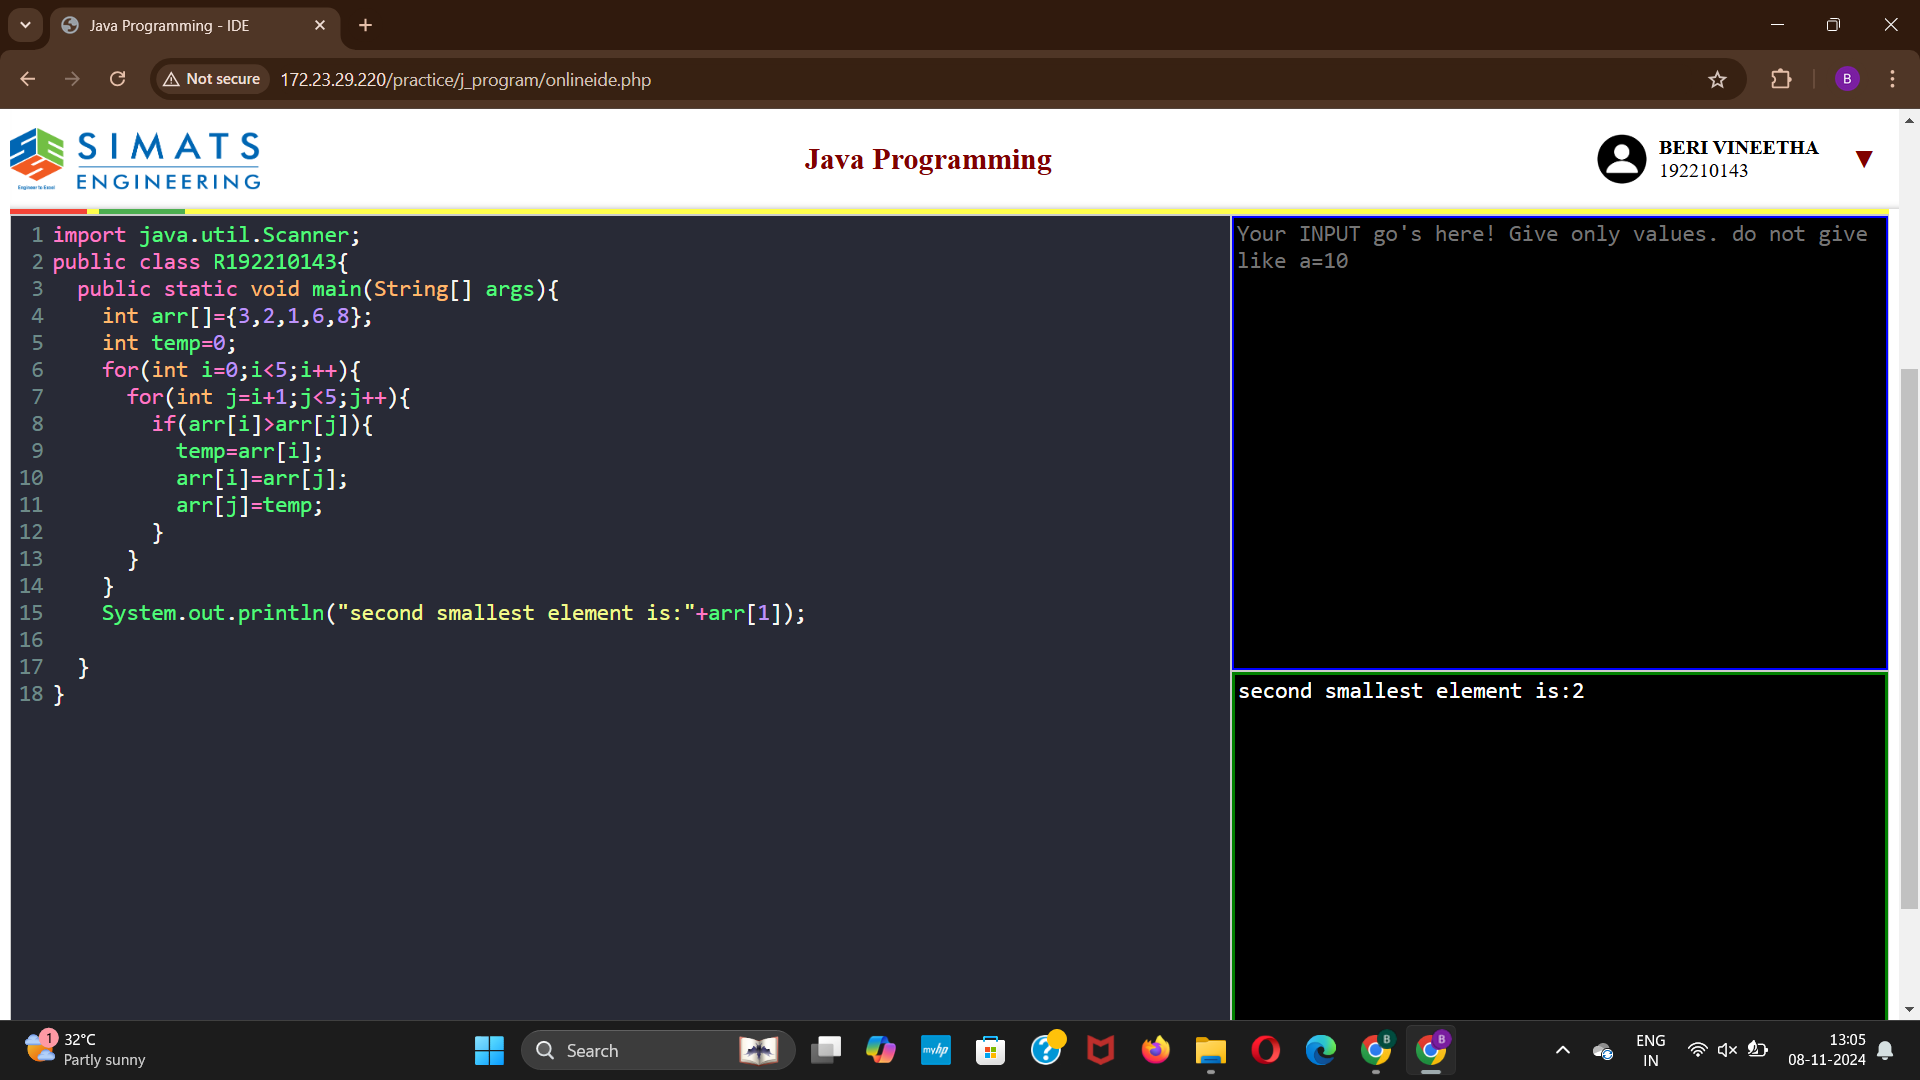 Java Programming - IDE
Not secure 172.23.29.220/practice/j_program/onlineide.php
B
SIMATS
ENGINEERING
Engineer to Excel
Java Programming
BERI VINEETHA
192210143
1 import java.util.Scanner;
2 public class R192210143{
3   public static void main(String[] args){
4     int arr[]={3,2,1,6,8};
5     int temp=0;
6     for(int i=0;i<5;i++){
7       for(int j=i+1;j<5;j++){
8         if(arr[i]>arr[j]){
9           temp=arr[i];
10           arr[i]=arr[j];
11           arr[j]=temp;
12         }
13       }
14     }
15     System.out.println("second smallest element is:"+arr[1]);
16
17   }
18 }
Your INPUT go's here! Give only values. do not give
like a=10
second smallest element is:2
1
32°C
Partly sunny
Search
myhp
B
B
ENG
IN
13:05
08-11-2024